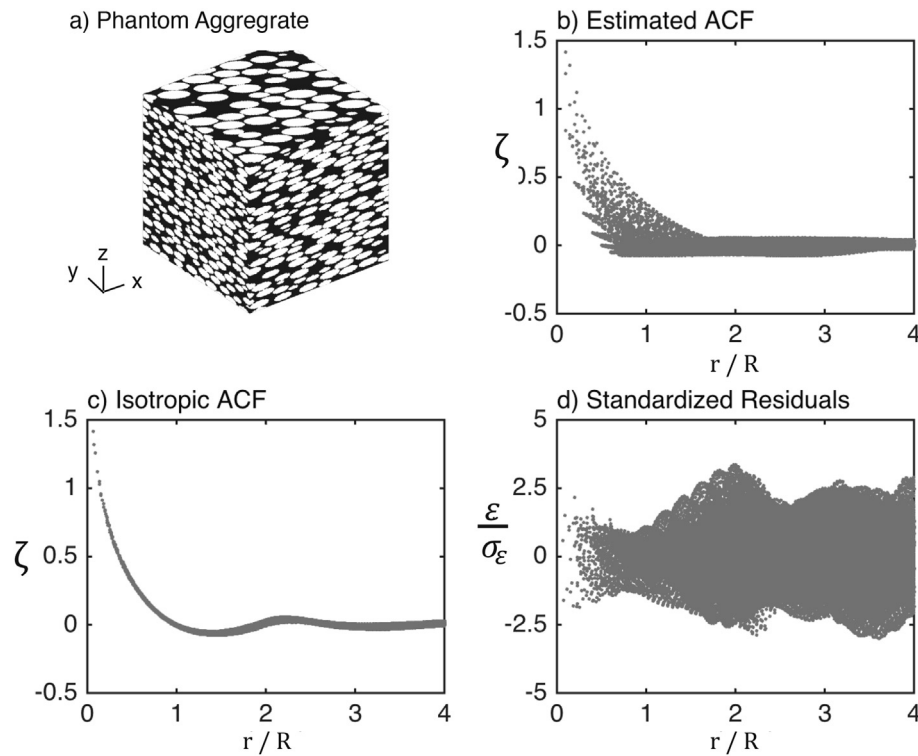 a) Phantom Aggregrate
z
y
x
b) Estimated ACF
1.5
1
ζ
0.5
0
-0.5
0 1 2 3 4
r / R
c) Isotropic ACF
1.5
1
ζ
0.5
0
-0.5
0 1 2 3 4
r / R
d) Standardized Residuals
5
2.5
ε
σε
0
-2.5
-5
0 1 2 3 4
r / R